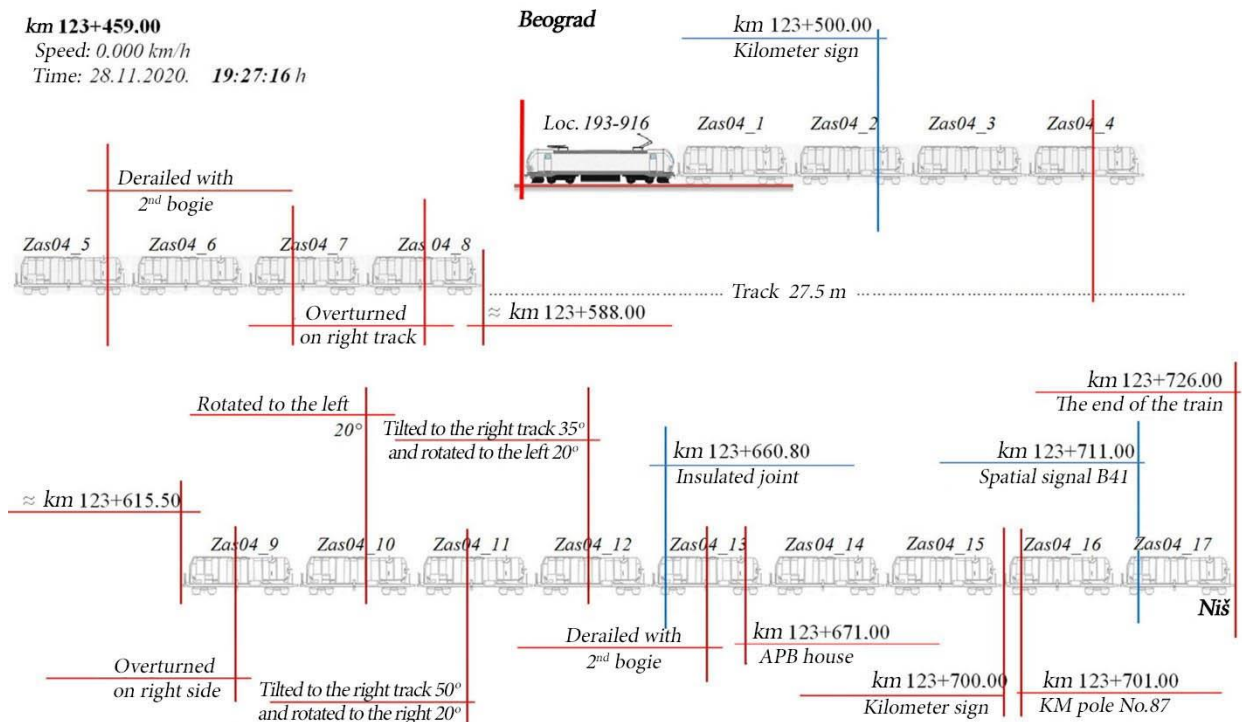 km 123+459.00
Speed: 0.000 km/h
Time: 28.11.2020. 19:27:16 h
Beograd
km 123+500.00
Kilometer sign
Loc. 193-916
Zas04_1
Zas04_2
Zas04_3
Zas04_4
Derailed with
2nd bogie
Zas04_5
Zas04_6
Zas04_7
Zas 04_8
Track 27.5 m
Overturned
on right track
≈ km 123+588.00
Rotated to the left
20°
Tilted to the right track 35°
and rotated to the left 20°
km 123+660.80
Insulated joint
km 123+726.00
The end of the train
km 123+711.00
Spatial signal B41
≈ km 123+615.50
Zas04_9
Zas04_10
Zas04_11
Zas04_12
Zas04_13
Zas04_14
Zas04_15
Zas04_16
Zas04_17
Niš
Overturned
on right side
Tilted to the right track 50°
and rotated to the right 20°
Derailed with
2nd bogie
km 123+671.00
APB house
km 123+700.00
Kilometer sign
km 123+701.00
KM pole No.87